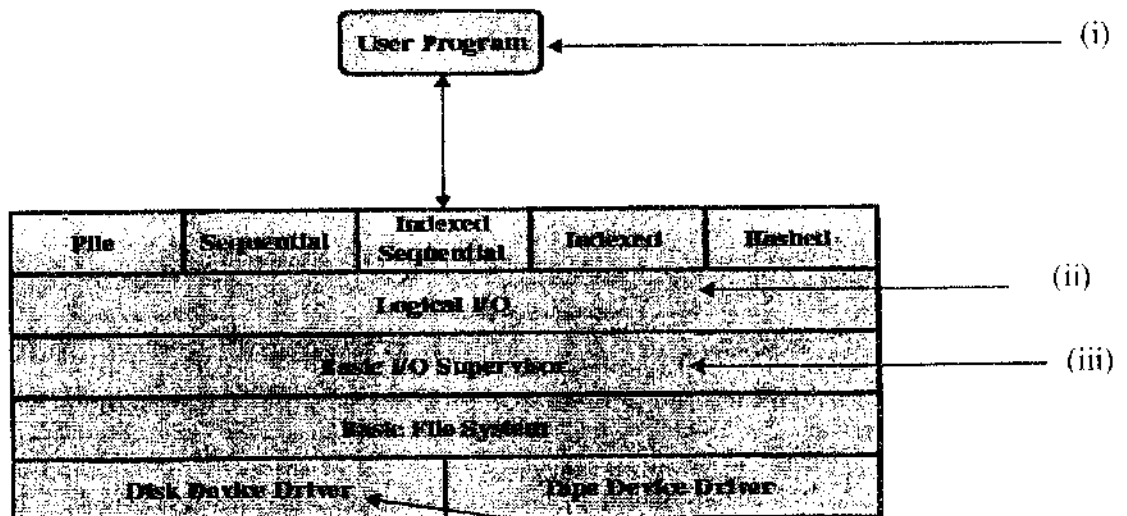 User Program
(i)
Pile
Sequential
Indexed
Sequential
Indexed
Hashed
Logical I/O
(ii)
Basic I/O Supervisor
(iii)
Basic File System
Disk Device Driver
Tape Device Driver